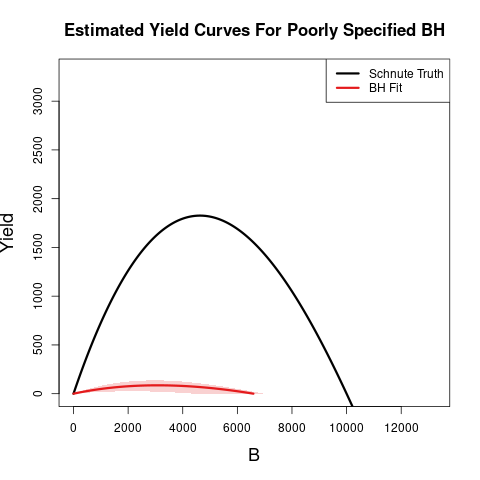 Estimated Yield Curves For Poorly Specified BH
Schnute Truth
BH Fit
3000
2500
2000
1500
1000
500
0
Yield
0 2000 4000 6000 8000 10000 12000
B